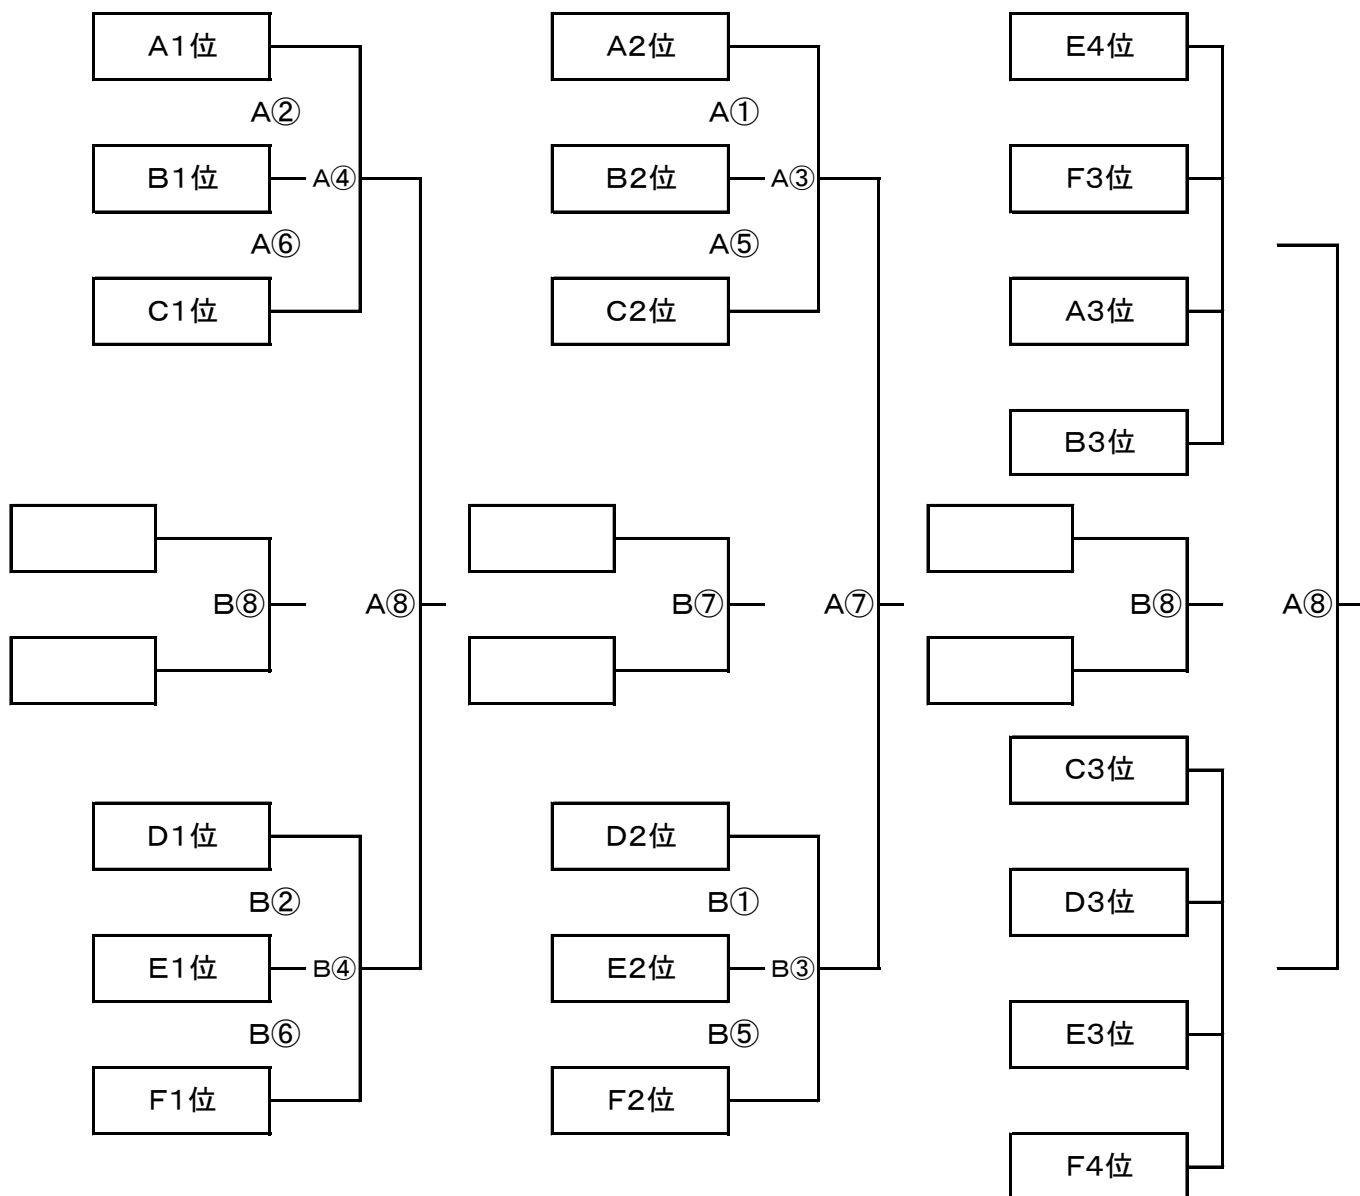 A1位
A②
B1位
A④
A⑥
C1位
B⑧
A⑧
D1位
B②
E1位
B④
B⑥
F1位
A2位
A①
B2位
A③
A⑤
C2位
B⑦
A⑦
D2位
B①
E2位
B③
B⑤
F2位
E4位
F3位
A3位
B3位
B⑧
A⑧
C3位
D3位
E3位
F4位